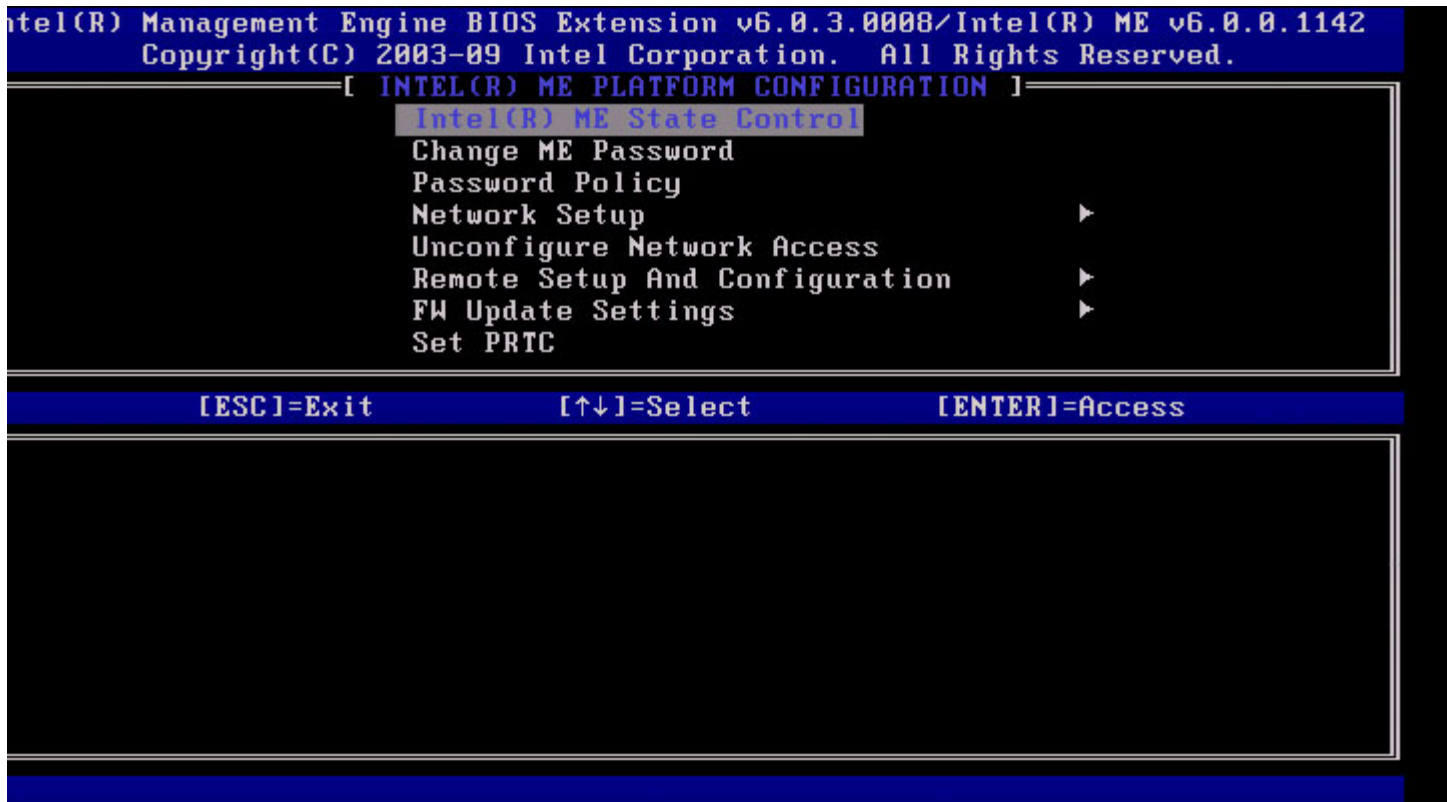 ntel(R) Management Engine BIOS Extension v6.0.3.0008/Intel(R) ME v6.0.0.1142
Copyright(C) 2003-09 Intel Corporation. All Rights Reserved.
[ INTEL(R) ME PLATFORM CONFIGURATION ]
Intel(R) ME State Control
Change ME Password
Password Policy
Network Setup ►
Unconfigure Network Access
Remote Setup And Configuration ►
FW Update Settings ►
Set PRTC
[ESC]=Exit [↑↓]=Select [ENTER]=Access